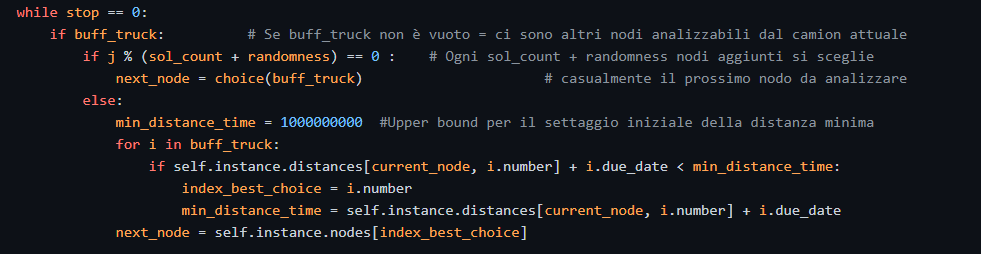 while stop == 0:
if buff_truck: # Se buff_truck non è vuoto = ci sono altri nodi analizzabili dal camion attuale
if j % (sol_count + randomness) == 0 : # Ogni sol_count + randomness nodi aggiunti si sceglie
next_node = choice(buff_truck) # casualmente il prossimo nodo da analizzare
else:
min_distance_time = 1000000000 #Upper bound per il settaggio iniziale della distanza minima
for i in buff_truck:
if self.instance.distances[current_node, i.number] + i.due_date < min_distance_time:
index_best_choice = i.number
min_distance_time = self.instance.distances[current_node, i.number] + i.due_date
next_node = self.instance.nodes[index_best_choice]